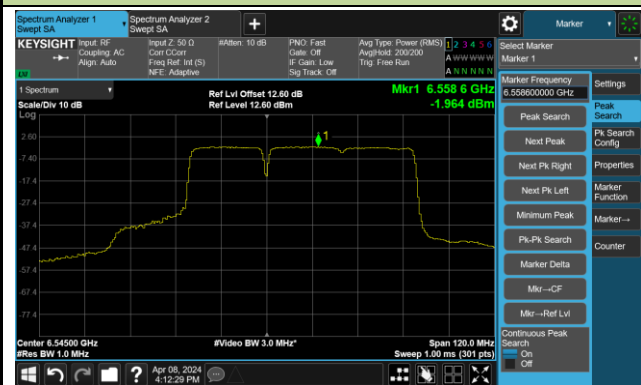 Spectrum Analyzer 1
Swept SA
Spectrum Analyzer 2
Swept SA
Marker
KEYSIGHT
Input: RF
Coupling: AC
Align: Auto
Input Z: 50 Ω
Corr CCorr
Freq Ref: Int (S)
NFE: Adaptive
#Atten: 10 dB
PNO: Fast
Gate: Off
IF Gain: Low
Sig Track: Off
Avg Type: Power (RMS)
Avg|Hold: 200/200
Trig: Free Run
1 2 3 4 5 6
A W W W W W
A N N N N N
Select Marker
Marker 1
1 Spectrum
Scale/Div 10 dB
Log
Ref Lvl Offset 12.60 dB
Ref Level 12.60 dBm
Mkr1 6.558 6 GHz
-1.964 dBm
1
2.60
-7.40
-17.4
-27.4
-37.4
-47.4
-57.4
-67.4
-77.4
Center 6.54500 GHz
#Res BW 1.0 MHz
#Video BW 3.0 MHz*
Span 120.0 MHz
Sweep 1.00 ms (301 pts)
Marker Frequency
6.558600000 GHz
Peak Search
Next Peak
Next Pk Right
Next Pk Left
Minimum Peak
Pk-Pk Search
Marker Delta
Mkr→CF
Mkr→Ref Lvl
Continuous Peak
Search
On
Off
Settings
Peak
Search
Pk Search
Config
Properties
Marker
Function
Marker→
Counter
Apr 08, 2024
4:12:29 PM